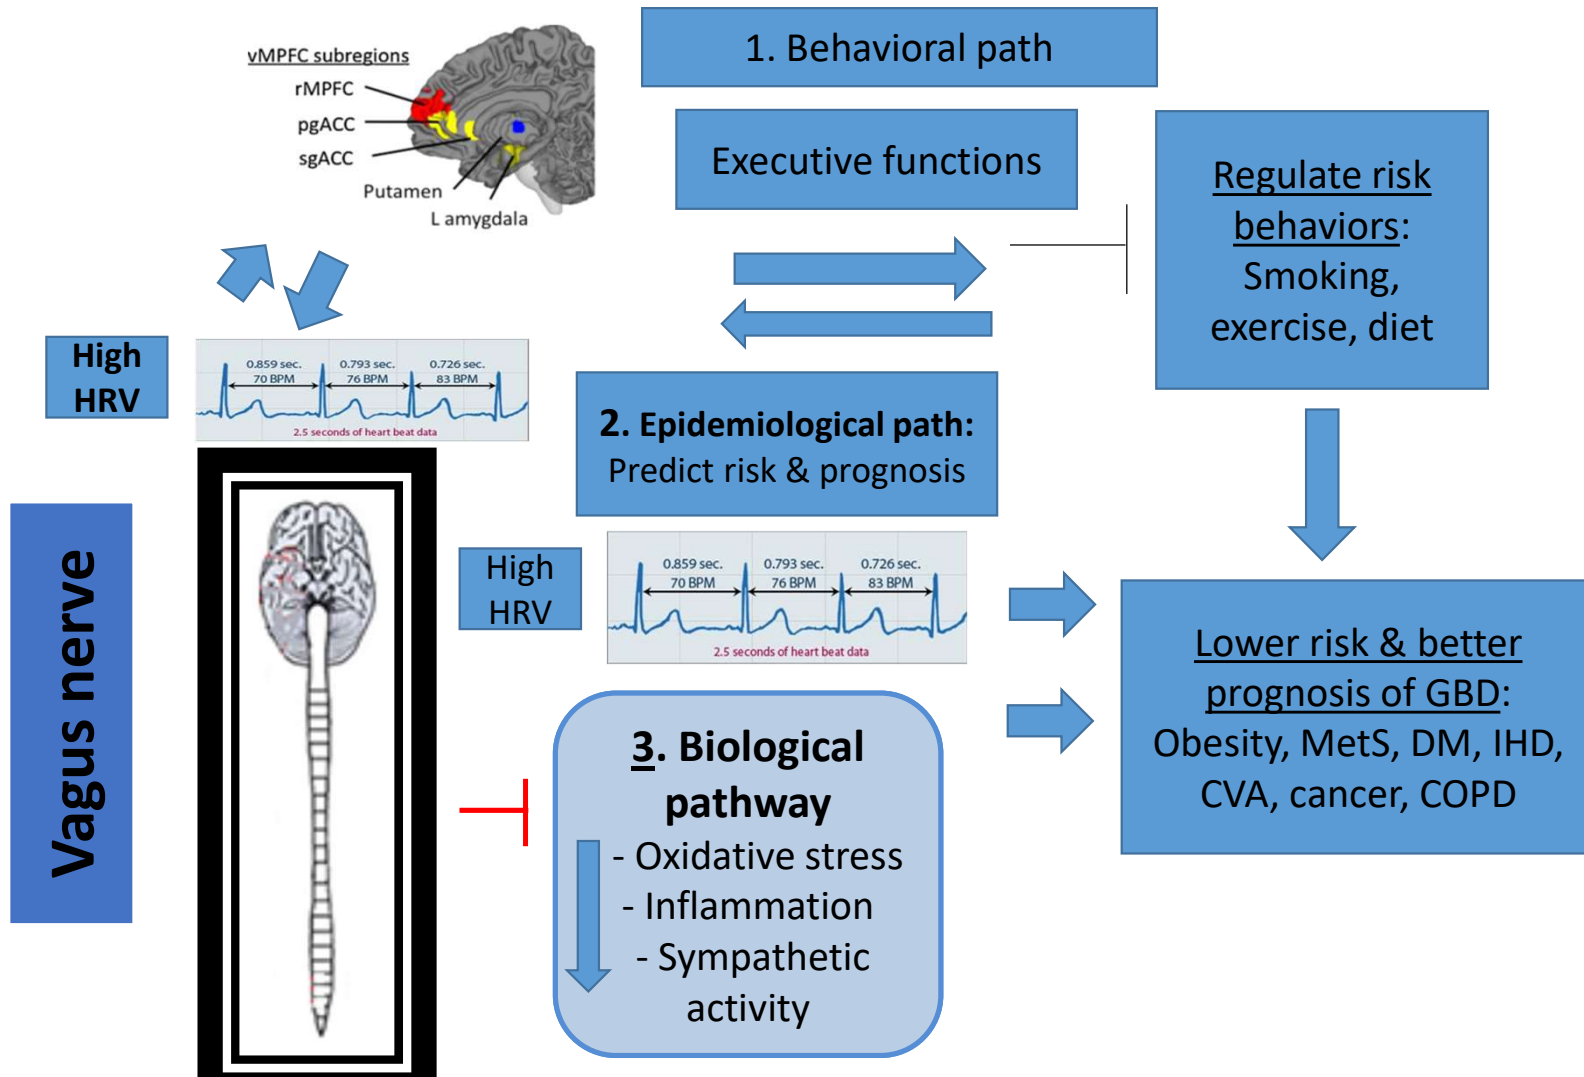 1. Behavioral path
vMPFC subregions
rMPFC
pgACC
sgACC
Putamen
L amygdala
Executive functions
Regulate risk
behaviors:
Smoking,
exercise, diet
High
HRV
0.859 sec.
70 BPM
0.793 sec.
76 BPM
0.726 sec.
83 BPM
2.5 seconds of heart beat data
2. Epidemiological path:
Predict risk & prognosis
Vagus nerve
High
HRV
0.859 sec.
70 BPM
0.793 sec.
76 BPM
0.726 sec.
83 BPM
2.5 seconds of heart beat data
Lower risk & better
prognosis of GBD:
Obesity, MetS, DM, IHD,
CVA, cancer, COPD
3. Biological
pathway
- Oxidative stress
- Inflammation
- Sympathetic
activity